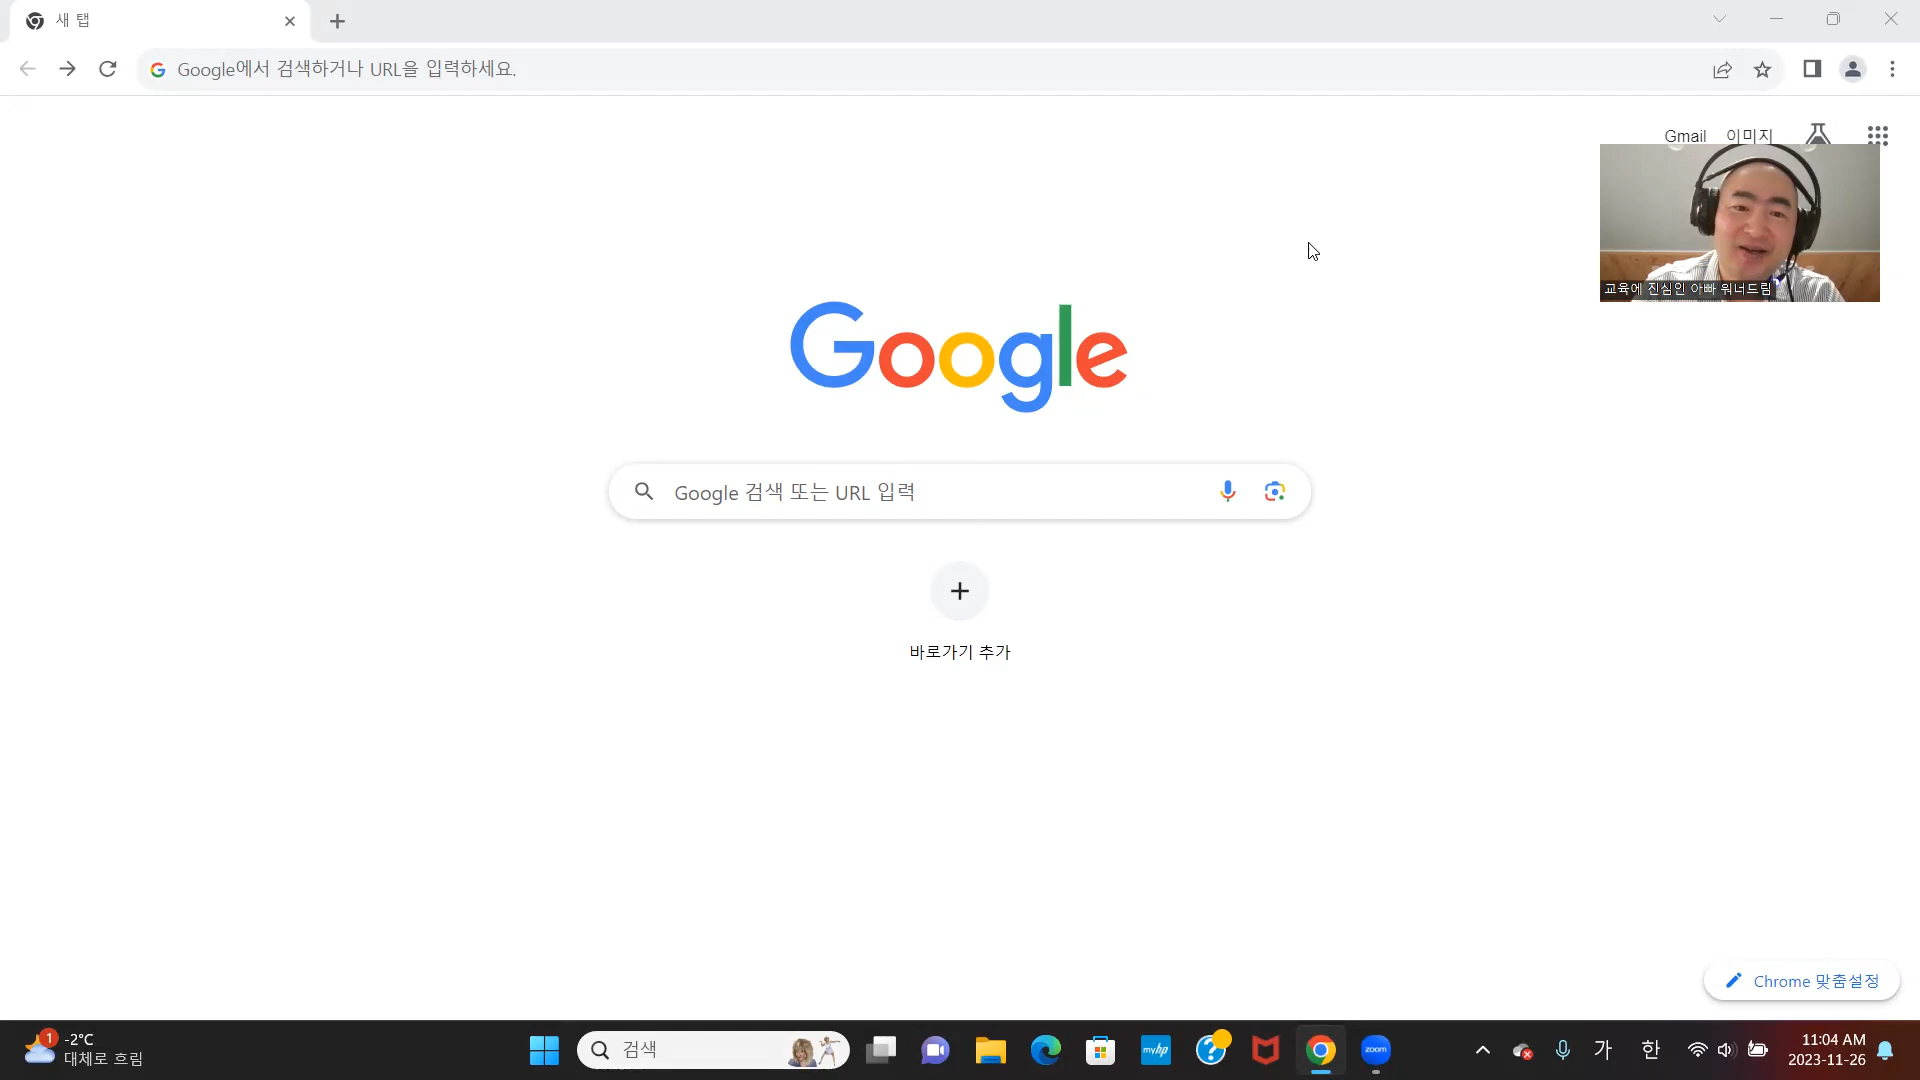 새 탭
Google에서 검색하거나 URL을 입력하세요.
Gmail 이미지
교육에 진심인 아빠 워너드림
Google
Google 검색 또는 URL 입력
바로가기 추가
Chrome 맞춤설정
1
-2°C
대체로 흐림
검색
myhp
zoom
가
한
11:04 AM
2023-11-26